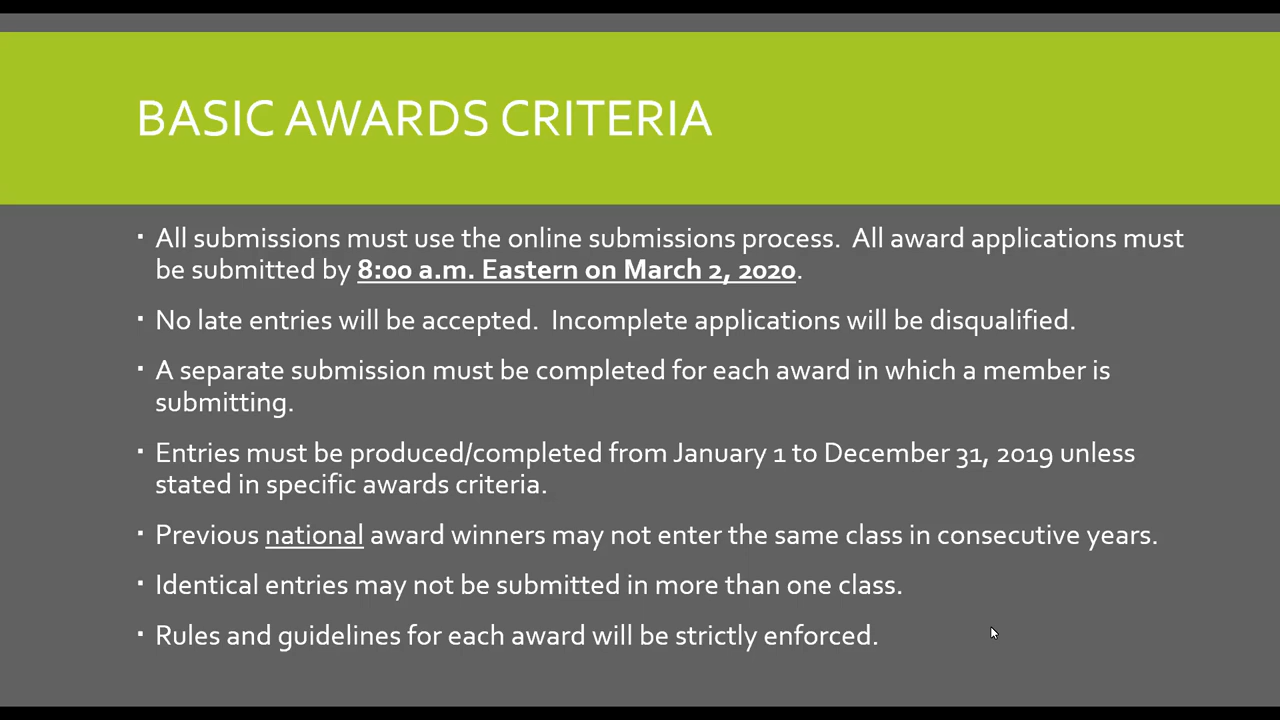 BASIC AWARDS CRITERIA
▪ All submissions must use the online submissions process.  All award applications must
be submitted by 8:00 a.m. Eastern on March 2, 2020.
▪ No late entries will be accepted.  Incomplete applications will be disqualified.
▪ A separate submission must be completed for each award in which a member is
submitting.
▪ Entries must be produced/completed from January 1 to December 31, 2019 unless
stated in specific awards criteria.
▪ Previous national award winners may not enter the same class in consecutive years.
▪ Identical entries may not be submitted in more than one class.
▪ Rules and guidelines for each award will be strictly enforced.